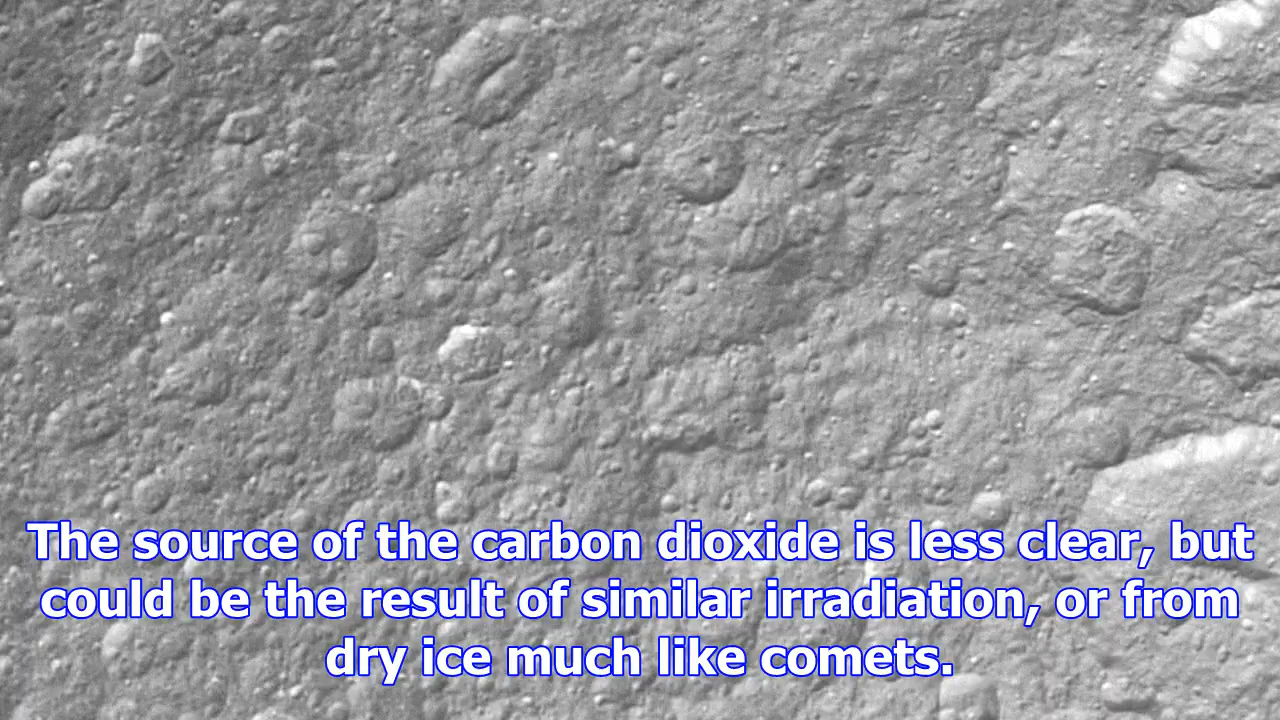 The source of the carbon dioxide is less clear, but
could be the result of similar irradiation, or from
dry ice much like comets.